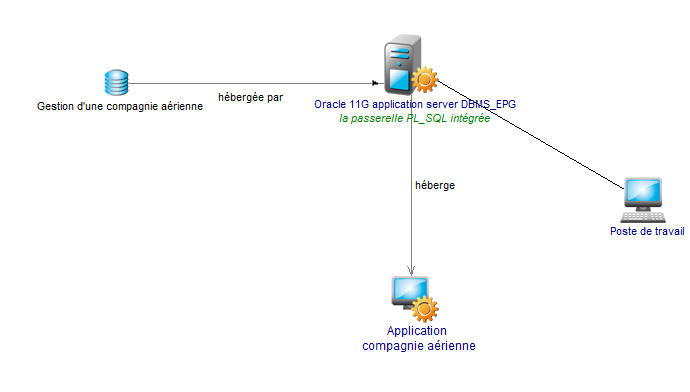 hébergée par
Gestion d'une compagnie aérienne
Oracle 11G application server DBMS_EPG
la passerelle PL_SQL intégrée
héberge
Poste de travail
Application
compagnie aérienne